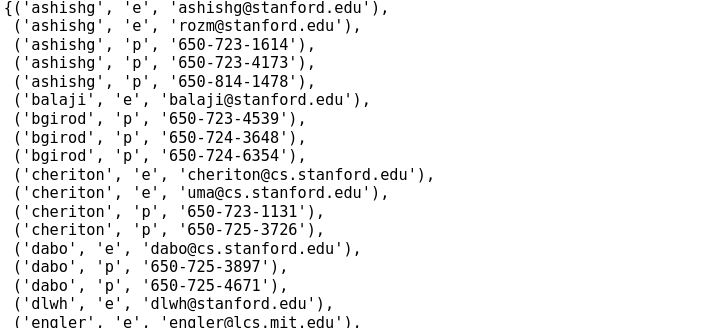 {('ashishg', 'e', 'ashishg@stanford.edu'),
('ashishg', 'e', 'rozm@stanford.edu'),
('ashishg', 'p', '650-723-1614'),
('ashishg', 'p', '650-723-4173'),
('ashishg', 'p', '650-814-1478'),
('balaji', 'e', 'balaji@stanford.edu'),
('bgirod', 'p', '650-723-4539'),
('bgirod', 'p', '650-724-3648'),
('bgirod', 'p', '650-724-6354'),
('cheriton', 'e', 'cheriton@cs.stanford.edu'),
('cheriton', 'e', 'uma@cs.stanford.edu'),
('cheriton', 'p', '650-723-1131'),
('cheriton', 'p', '650-725-3726'),
('dabo', 'e', 'dabo@cs.stanford.edu'),
('dabo', 'p', '650-725-3897'),
('dabo', 'p', '650-725-4671'),
('dlwh', 'e', 'dlwh@stanford.edu'),
('engler', 'e', 'engler@lcs.mit.edu'),